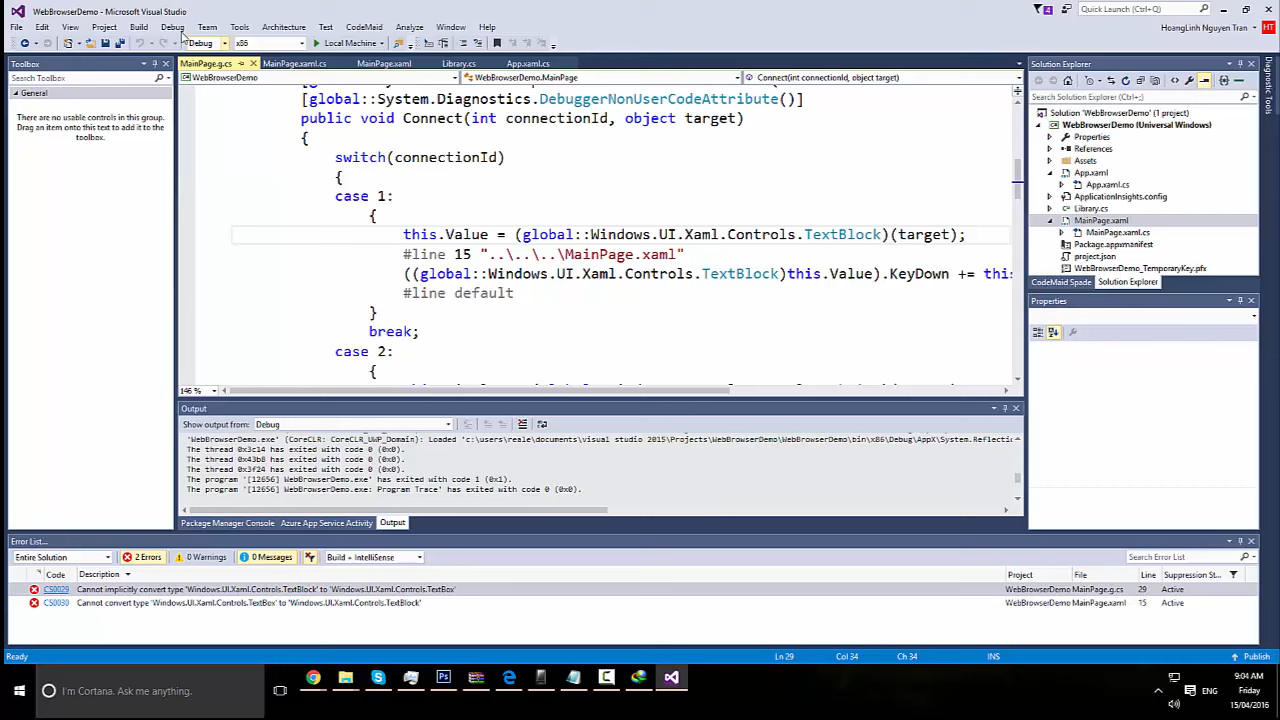 WebBrowserDemo - Microsoft Visual Studio
4
Quick Launch (Ctrl+Q)
File Edit View Project Build Debug Team Tools Architecture Test CodeMaid Analyze Window Help
HoangLinh Nguyen Tran
HT
Debug x86 Local Machine
Toolbox
Search Toolbox
General
There are no usable controls in this group. Drag an item onto this text to add it to the toolbox.
MainPage.g.cs MainPage.xaml.cs MainPage.xaml Library.cs App.xaml.cs
WebBrowserDemo WebBrowserDemo.MainPage Connect(int connectionId, object target)
[global::System.Diagnostics.DebuggerNonUserCodeAttribute()]
public void Connect(int connectionId, object target)
{
switch(connectionId)
{
case 1:
{
this.Value = (global::Windows.UI.Xaml.Controls.TextBlock)(target);
#line 15 "..\..\..\MainPage.xaml"
((global::Windows.UI.Xaml.Controls.TextBlock)this.Value).KeyDown += this
#line default
}
break;
case 2:
{
146 %
Solution Explorer
Search Solution Explorer (Ctrl+;)
Solution 'WebBrowserDemo' (1 project)
WebBrowserDemo (Universal Windows)
Properties
References
Assets
App.xaml
App.xaml.cs
ApplicationInsights.config
Library.cs
MainPage.xaml
MainPage.xaml.cs
Package.appxmanifest
project.json
WebBrowserDemo_TemporaryKey.pfx
CodeMaid Spade Solution Explorer
Properties
Diagnostic Tools
Output
Show output from: Debug
'WebBrowserDemo.exe' (CoreCLR: CoreCLR_UWP_Domain): Loaded 'c:\users\reale\documents\visual studio 2015\Projects\WebBrowserDemo\WebBrowserDemo\bin\x86\Debug\AppX\System.Reflectio
The thread 0x3c14 has exited with code 0 (0x0).
The thread 0x43b8 has exited with code 0 (0x0).
The thread 0x3f24 has exited with code 0 (0x0).
The program '[12656] WebBrowserDemo.exe' has exited with code 1 (0x1).
The program '[12656] WebBrowserDemo.exe: Program Trace' has exited with code 0 (0x0).
Package Manager Console Azure App Service Activity Output
Error List...
Entire Solution 2 Errors 0 Warnings 0 Messages Build + IntelliSense Search Error List
Code Description Project File Line Suppression St...
CS0029 Cannot implicitly convert type 'Windows.UI.Xaml.Controls.TextBlock' to 'Windows.UI.Xaml.Controls.TextBox' WebBrowserDemo MainPage.g.cs 29 Active
CS0030 Cannot convert type 'Windows.UI.Xaml.Controls.TextBox' to 'Windows.UI.Xaml.Controls.TextBlock' WebBrowserDemo MainPage.xaml 15 Active
Ready Ln 29 Col 34 Ch 34 INS Publish
I'm Cortana. Ask me anything.
Ps
ENG
9:04 AM
Friday
15/04/2016